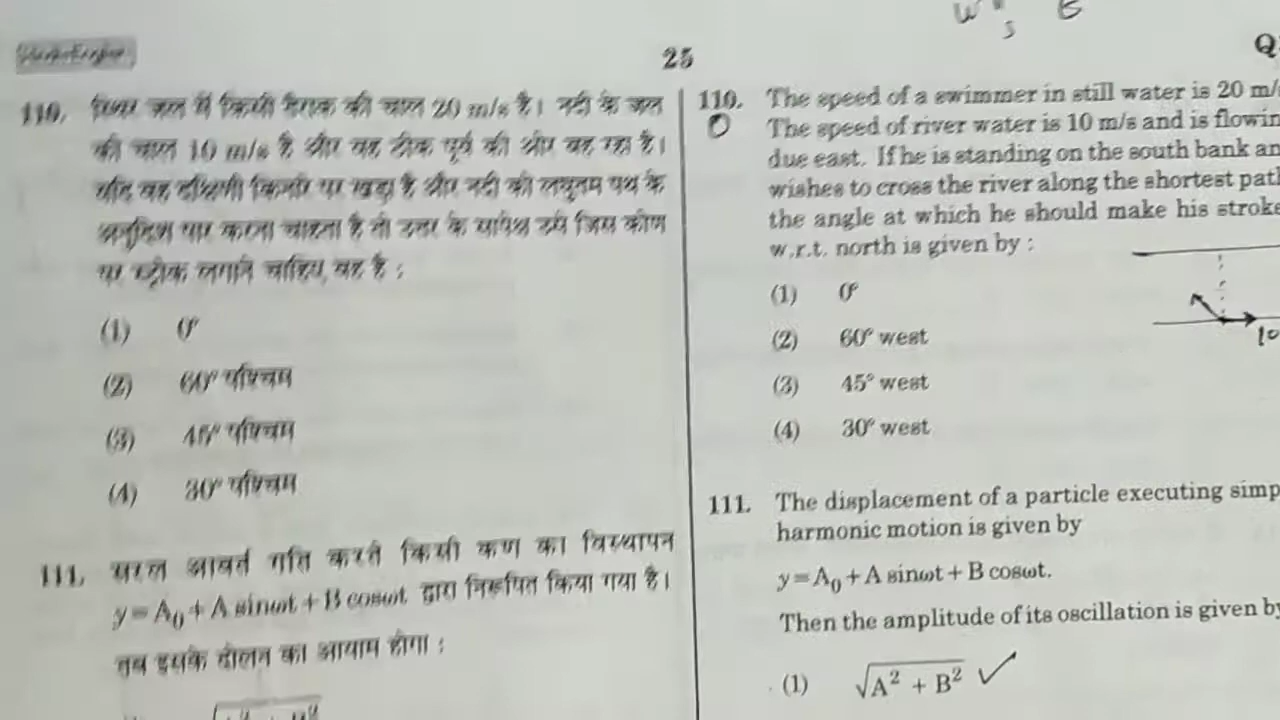 W
E
S
25
Q
110. स्थिर जल में किसी तैराक की चाल 20 m/s है। नदी के जल
की चाल 10 m/s है और वह ठीक पूर्व की ओर बह रहा है।
यदि वह दक्षिणी किनारे पर खड़ा है और नदी को लघुतम पथ के
अनुदिश पार करना चाहता है तो उत्तर के सापेक्ष उसे जिस कोण
पर स्ट्रोक लगाने चाहिए, वह है :
(1) 0°
(2) 60° पश्चिम
(3) 45° पश्चिम
(4) 30° पश्चिम
111. सरल आवर्त गति करते किसी कण का विस्थापन
y=A₀+A sinωt+B cosωt द्वारा निरूपित किया गया है।
तब इसके दोलन का आयाम होगा :
110. The speed of a swimmer in still water is 20 m/
The speed of river water is 10 m/s and is flowin
due east. If he is standing on the south bank an
wishes to cross the river along the shortest pat
the angle at which he should make his stroke
w.r.t. north is given by :
(1) 0°
(2) 60° west
(3) 45° west
(4) 30° west
10
111. The displacement of a particle executing simp
harmonic motion is given by
y=A₀+A sinωt+B cosωt.
Then the amplitude of its oscillation is given by
(1) √A² + B² ✓